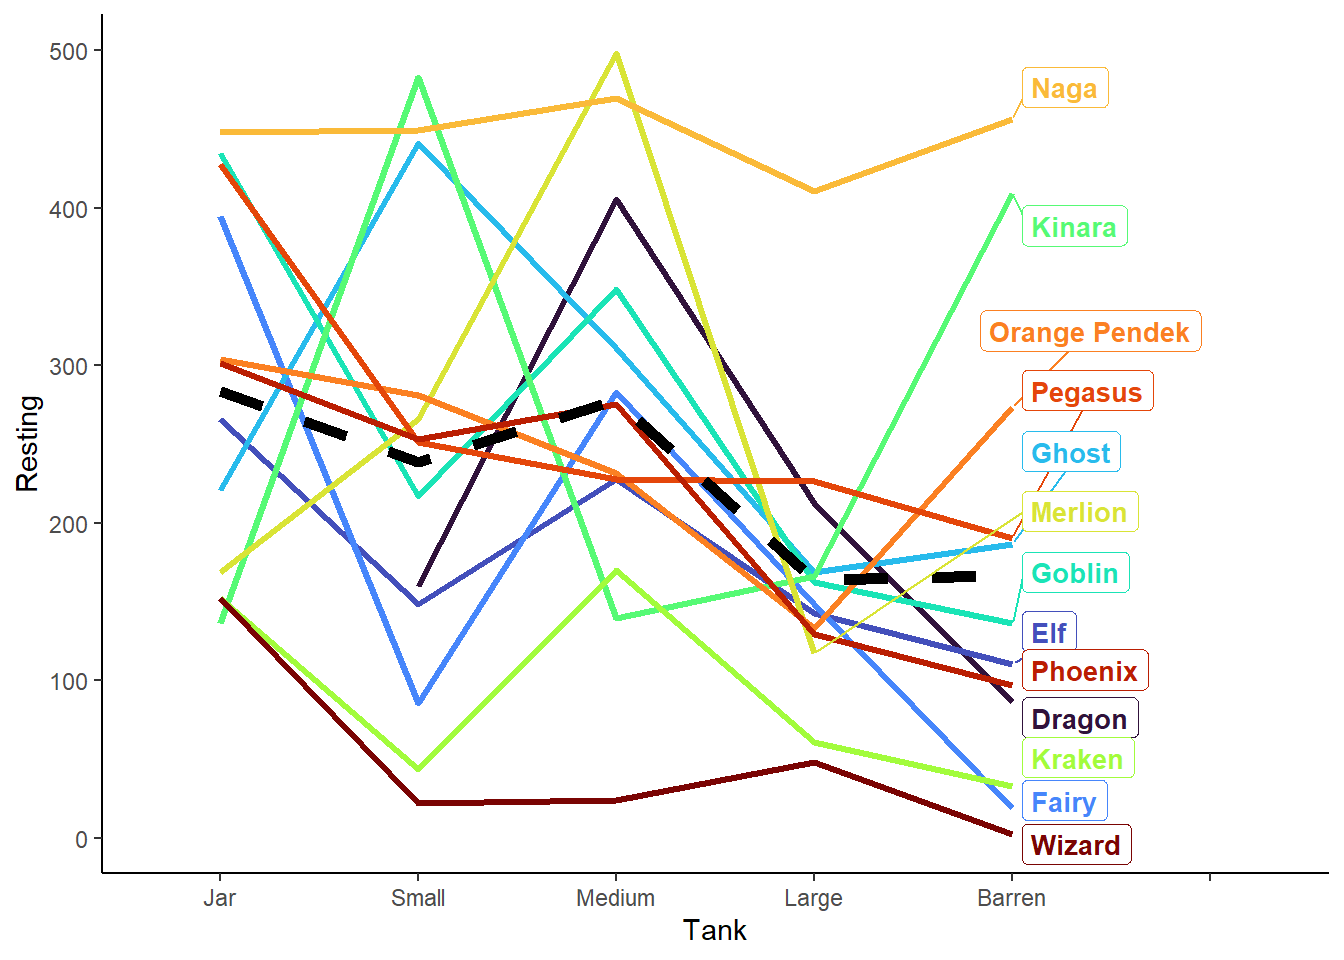 500
400
300
200
100
0
Resting
Naga
Kinara
Orange Pendek
Pegasus
Ghost
Merlion
Goblin
Elf
Phoenix
Dragon
Kraken
Fairy
Wizard
Jar
Small
Medium
Large
Barren
Tank